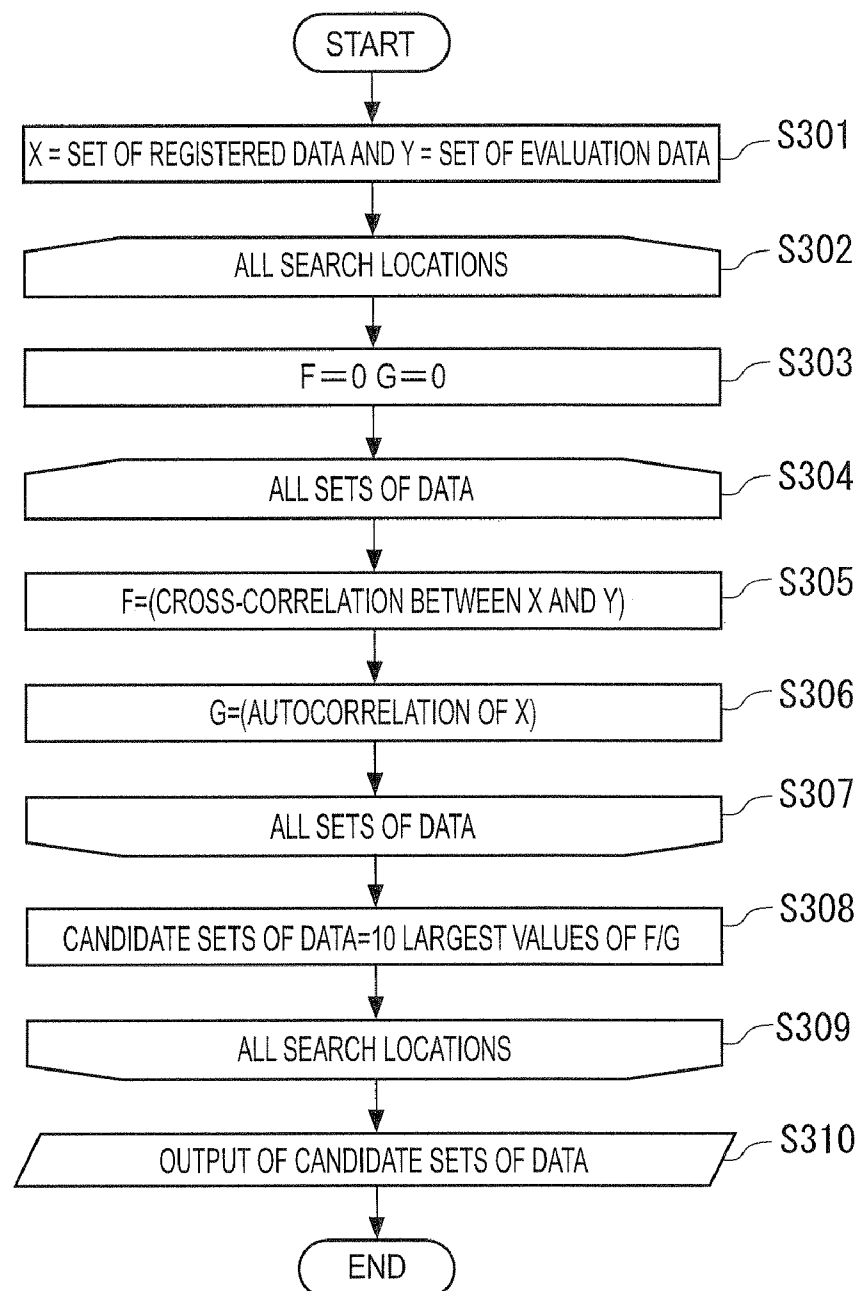 START
X = SET OF REGISTERED DATA AND Y = SET OF EVALUATION DATA
S301
ALL SEARCH LOCATIONS
S302
F=0 G=0
S303
ALL SETS OF DATA
S304
F=(CROSS-CORRELATION BETWEEN X AND Y)
S305
G=(AUTOCORRELATION OF X)
S306
ALL SETS OF DATA
S307
CANDIDATE SETS OF DATA=10 LARGEST VALUES OF F/G
S308
ALL SEARCH LOCATIONS
S309
OUTPUT OF CANDIDATE SETS OF DATA
S310
END